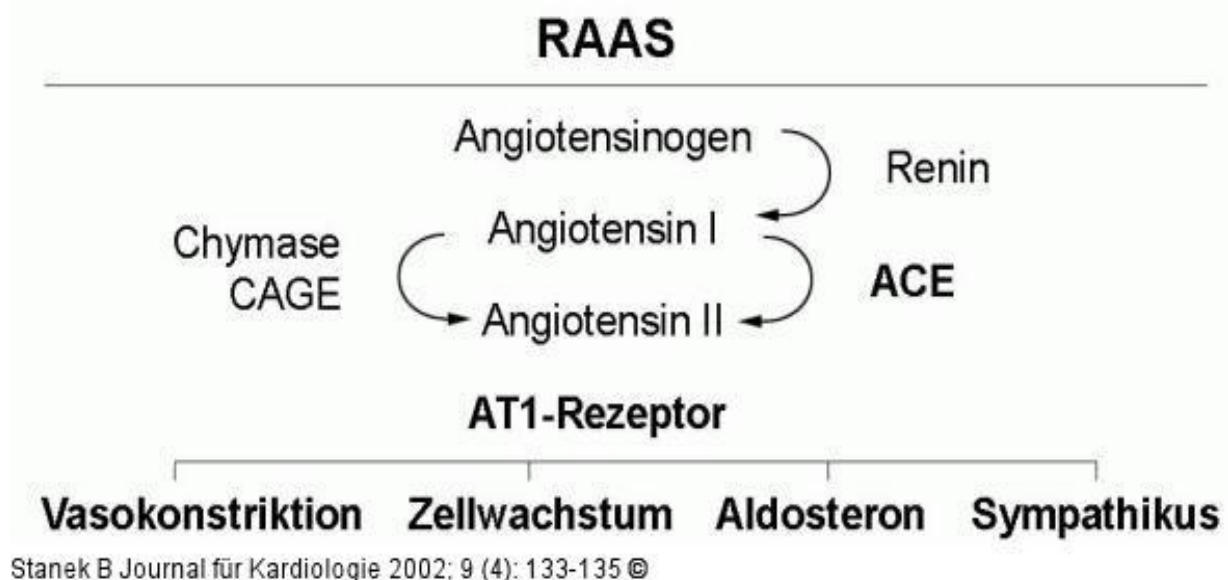 RAAS
Angiotensinogen
Renin
Angiotensin I
Chymase
CAGE
ACE
Angiotensin II
AT1-Rezeptor
Vasokonstriktion Zellwachstum Aldosteron Sympathikus
Stanek B Journal für Kardiologie 2002; 9 (4): 133-135 ©